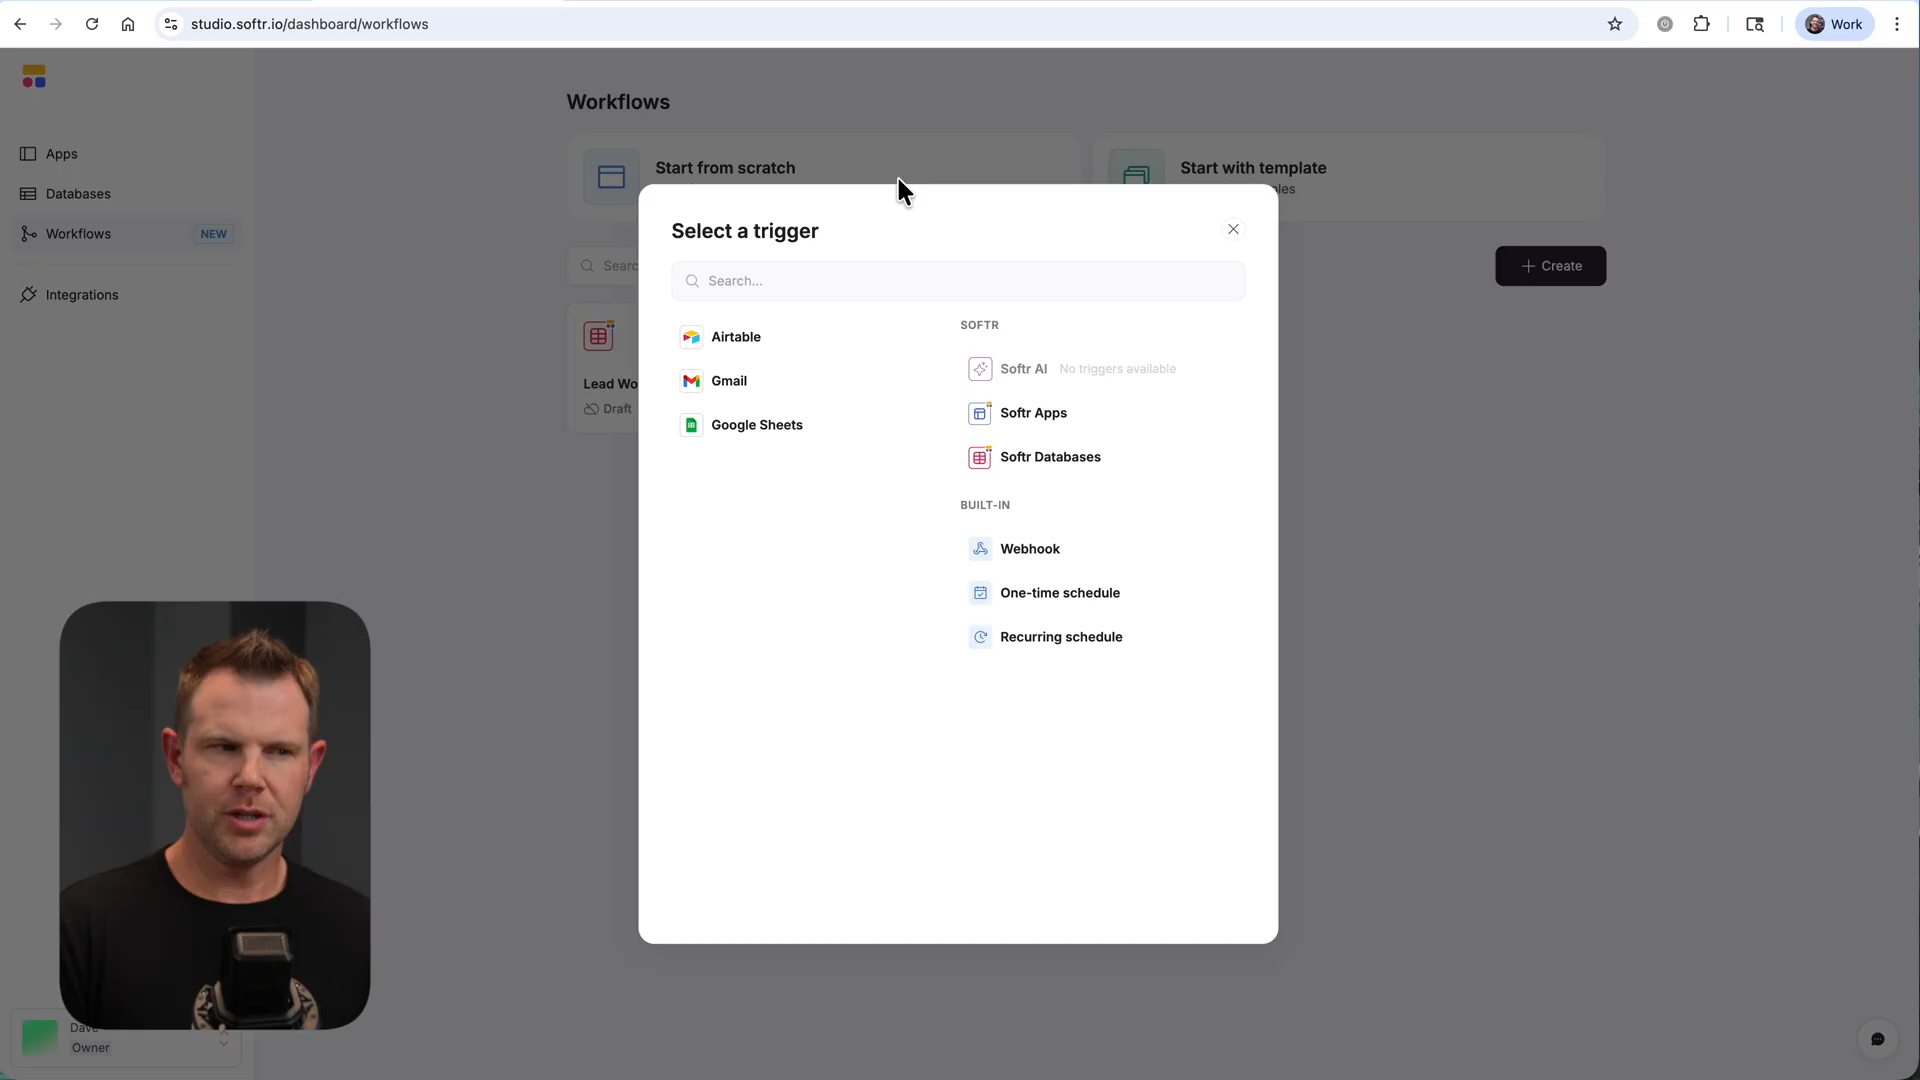 studio.softr.io/dashboard/workflows
Work
Apps
Databases
Workflows
NEW
Integrations
Workflows
Start from scratch
Start with template
Create
Lead Wo
Draft
Select a trigger
Search...
Airtable
Gmail
Google Sheets
SOFTR
Softr AI No triggers available
Softr Apps
Softr Databases
BUILT-IN
Webhook
One-time schedule
Recurring schedule
Dave
Owner